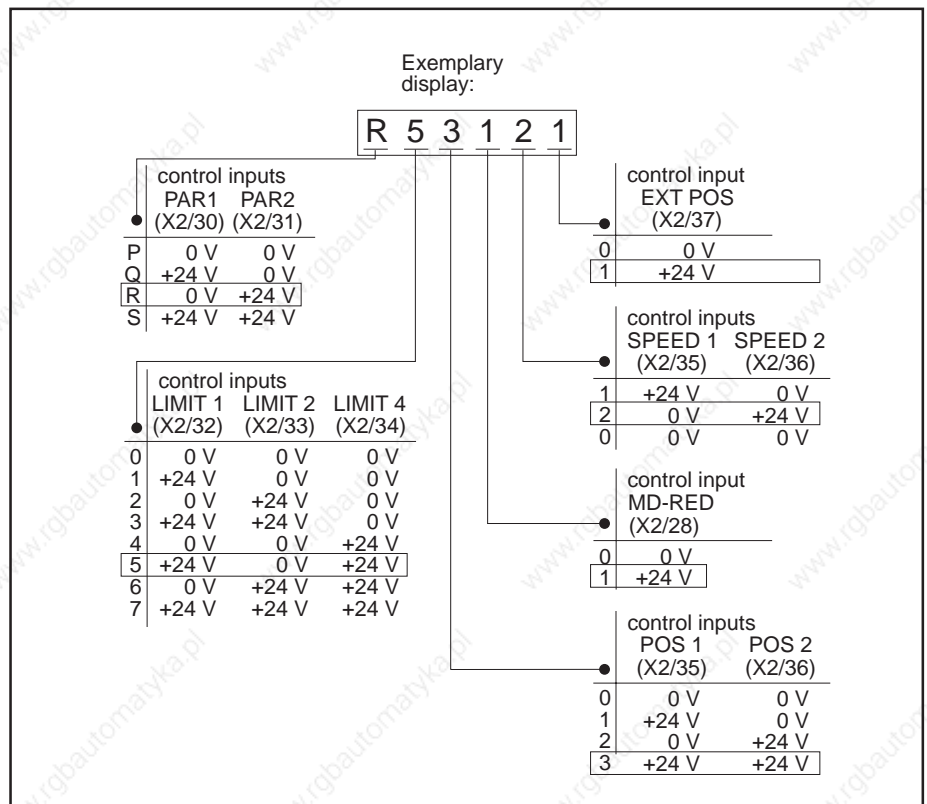 Exemplary
display:
R 5 3 1 2 1
control inputs
PAR1 PAR2
(X2/30) (X2/31)
P 0 V 0 V
Q +24 V 0 V
R 0 V +24 V
S +24 V +24 V
control inputs
LIMIT 1 LIMIT 2 LIMIT 4
(X2/32) (X2/33) (X2/34)
0 0 V 0 V 0 V
1 +24 V 0 V 0 V
2 0 V +24 V 0 V
3 +24 V +24 V 0 V
4 0 V 0 V +24 V
5 +24 V 0 V +24 V
6 0 V +24 V +24 V
7 +24 V +24 V +24 V
control input
EXT POS
(X2/37)
0 0 V
1 +24 V
control inputs
SPEED 1 SPEED 2
(X2/35) (X2/36)
1 +24 V 0 V
2 0 V +24 V
0 0 V 0 V
control input
MD-RED
(X2/28)
0 0 V
1 +24 V
control inputs
POS 1 POS 2
(X2/35) (X2/36)
0 0 V 0 V
1 +24 V 0 V
2 0 V +24 V
3 +24 V +24 V
www.rgbautomatyka.pl